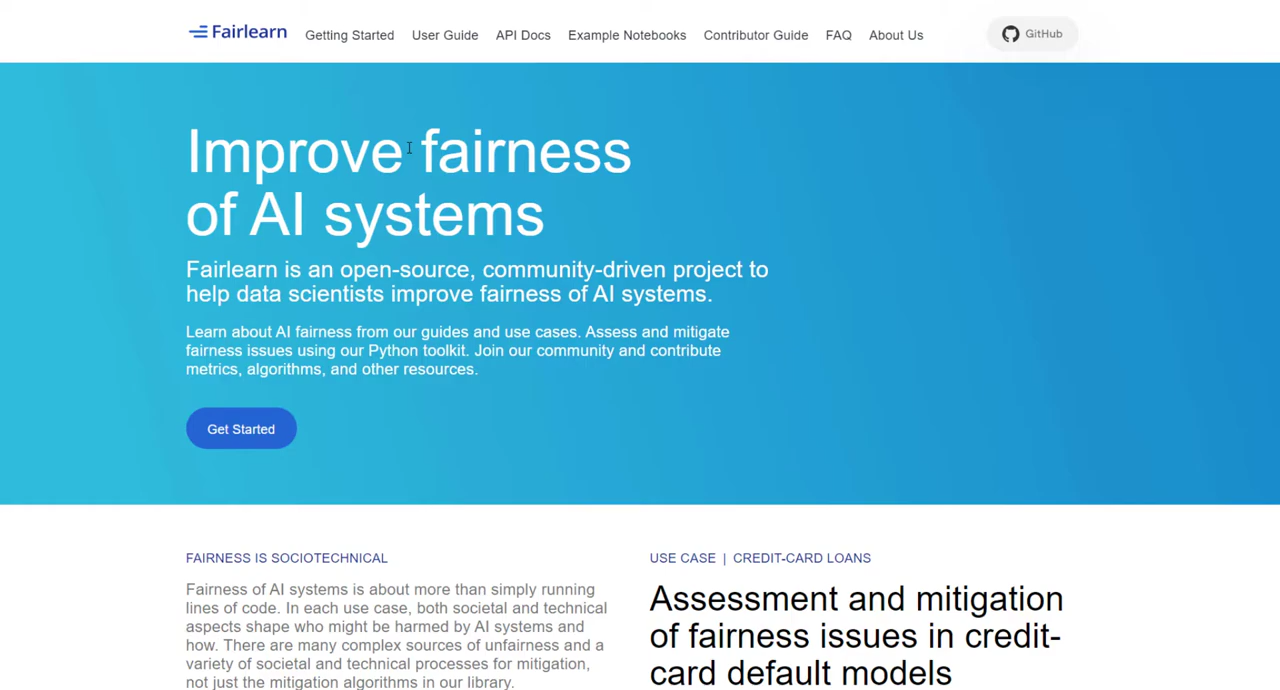 Fairlearn
Getting Started
User Guide
API Docs
Example Notebooks
Contributor Guide
FAQ
About Us
GitHub
Improve fairness
of AI systems
Fairlearn is an open-source, community-driven project to
help data scientists improve fairness of AI systems.
Learn about AI fairness from our guides and use cases. Assess and mitigate
fairness issues using our Python toolkit. Join our community and contribute
metrics, algorithms, and other resources.
Get Started
FAIRNESS IS SOCIOTECHNICAL
Fairness of AI systems is about more than simply running
lines of code. In each use case, both societal and technical
aspects shape who might be harmed by AI systems and
how. There are many complex sources of unfairness and a
variety of societal and technical processes for mitigation,
not just the mitigation algorithms in our library.
USE CASE | CREDIT-CARD LOANS
Assessment and mitigation
of fairness issues in credit-
card default models